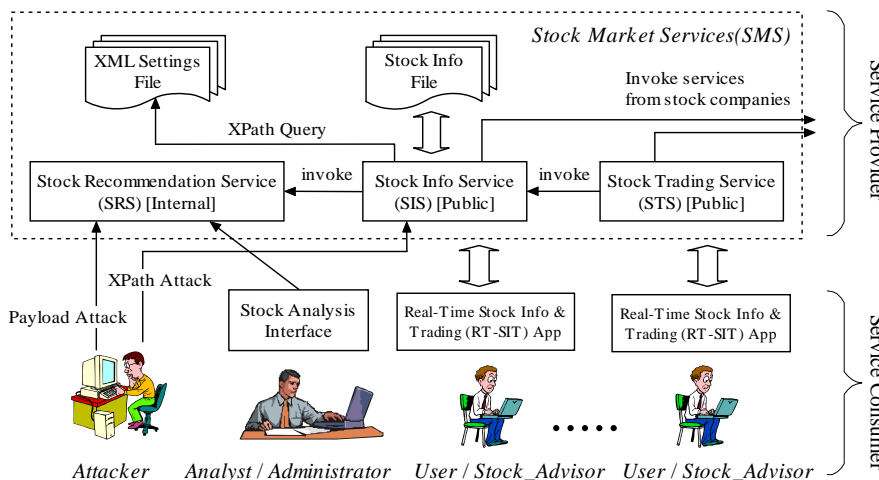 Stock Market Services(SMS)
XML Settings
File
Stock Info
File
Invoke services
from stock companies
XPath Query
invoke
invoke
Stock Recommendation Service
(SRS) [Internal]
Stock Info Service
(SIS) [Public]
Stock Trading Service
(STS) [Public]
Service Provider
XPath Attack
Payload Attack
Stock Analysis
Interface
Real-Time Stock Info &
Trading (RT-SIT) App
Real-Time Stock Info &
Trading (RT-SIT) App
Service Consumer
Attacker
Analyst / Administrator
User / Stock_Advisor
User / Stock_Advisor